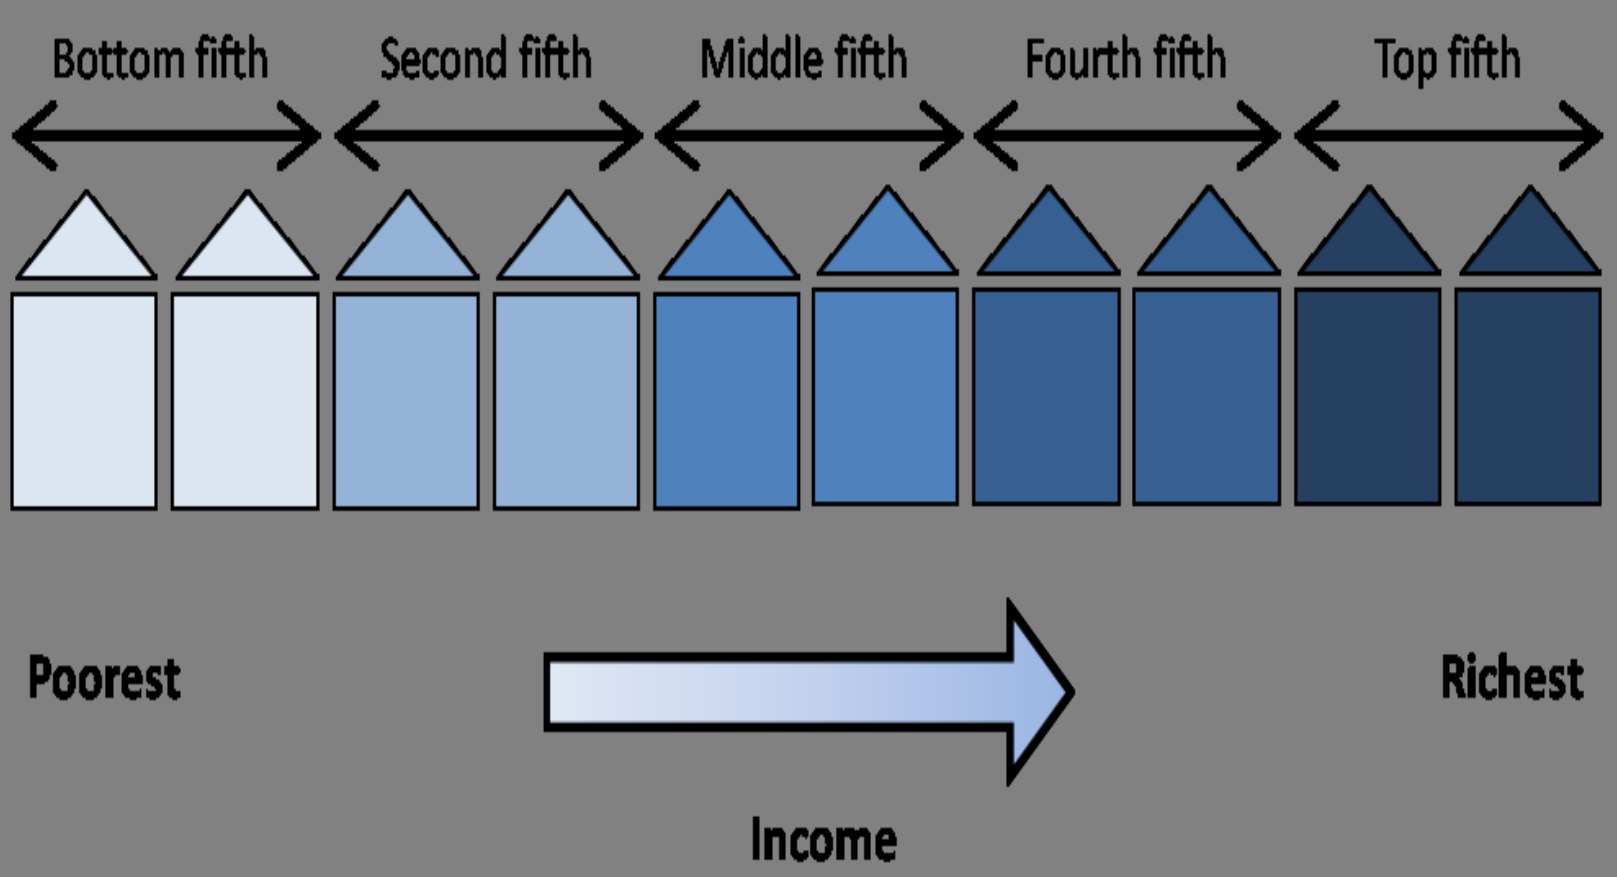 Bottom fifth
Second fifth
Middle fifth
Fourth fifth
Top fifth
Poorest
Richest
Income